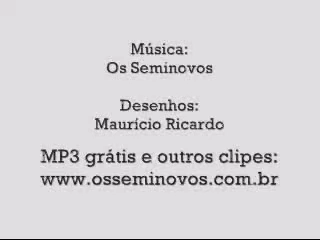 Música:
Os Seminovos
Desenhos:
Maurício Ricardo
MP3 grátis e outros clipes:
www.osseminovos.com.br